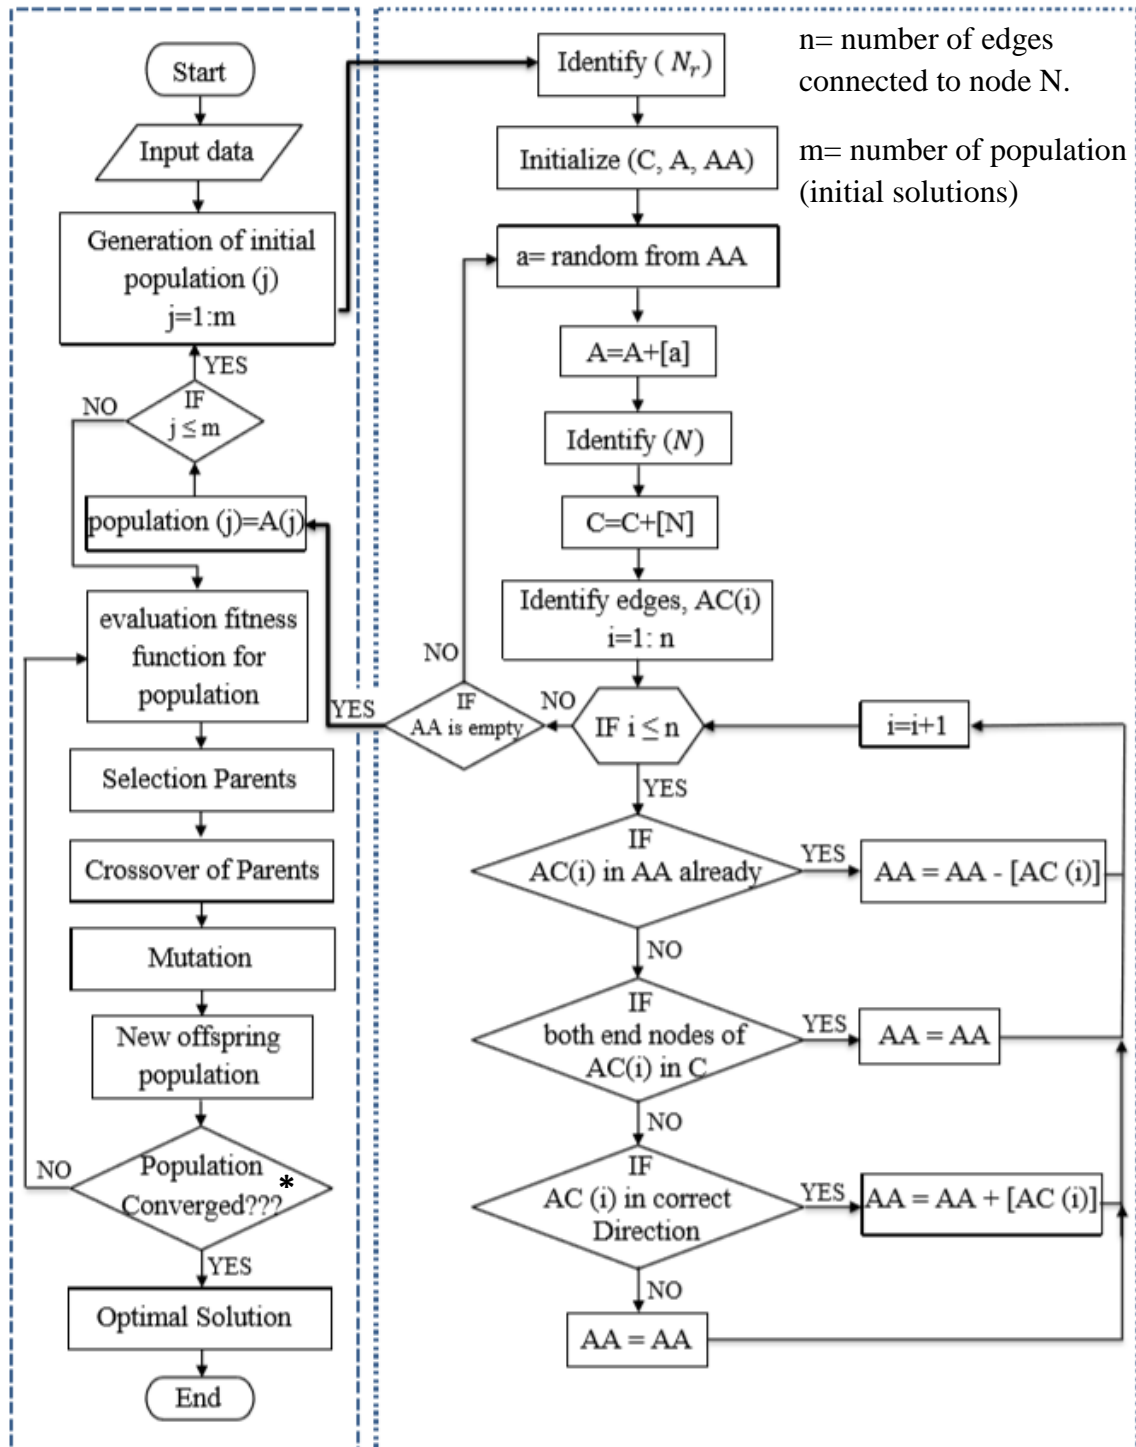 Start
Input data
Generation of initial
population (j)
j=1:m
YES
IF
j ≤ m
NO
population (j)=A(j)
evaluation fitness
function for
population
Selection Parents
Crossover of Parents
Mutation
New offspring
population
Population
Converged???
*
NO
YES
Optimal Solution
End
Identify ( Nr)
Initialize (C, A, AA)
a= random from AA
A=A+[a]
Identify (N)
C=C+[N]
Identify edges, AC(i)
i=1: n
IF i ≤ n
NO
IF
AA is empty
NO
YES
YES
IF
AC(i) in AA already
YES
AA = AA - [AC (i)]
i=i+1
NO
IF
both end nodes of
AC(i) in C
YES
AA = AA
NO
IF
AC (i) in correct
Direction
YES
AA = AA + [AC (i)]
NO
AA = AA
n= number of edges
connected to node N.
m= number of population
(initial solutions)